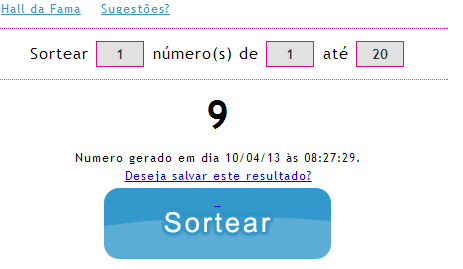 Hall da Fama Sugestões?
Sortear 1 número(s) de 1 até 20
9
Numero gerado em dia 10/04/13 às 08:27:29.
Deseja salvar este resultado?
Sortear